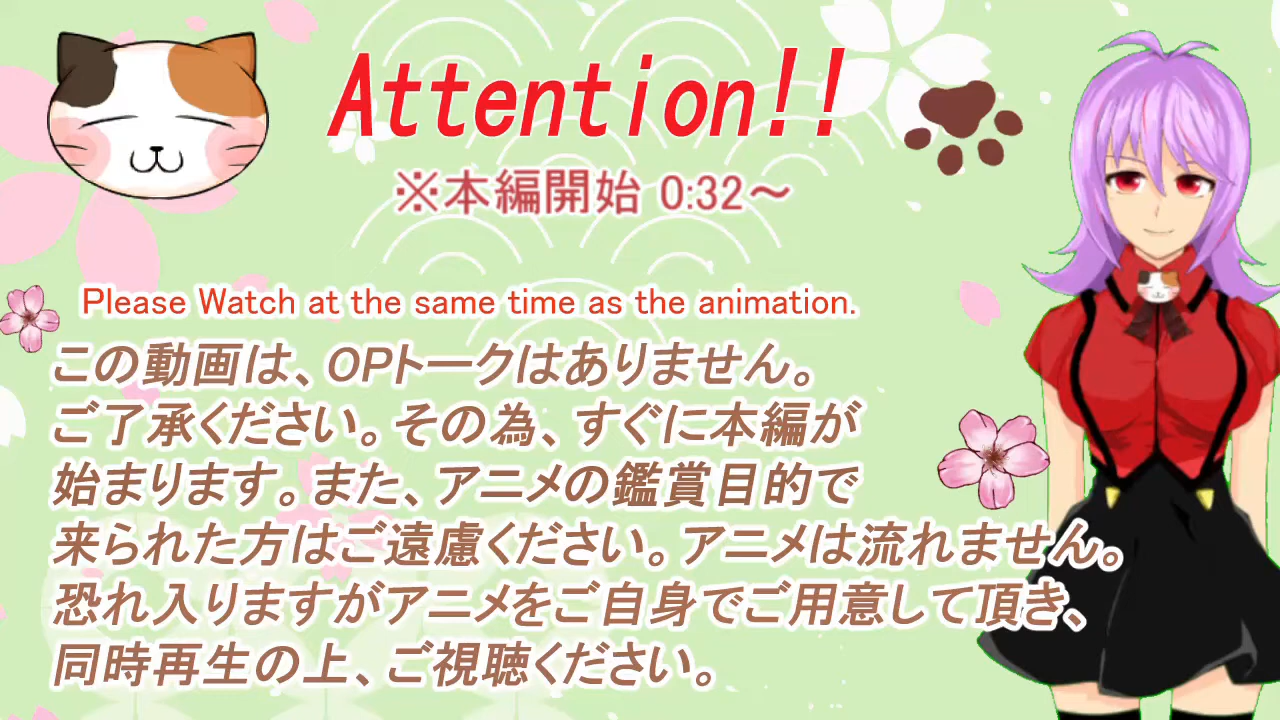 Attention!!
※本編開始 0:32～
Please Watch at the same time as the animation.
この動画は、OPトークはありません。
ご了承ください。その為、すぐに本編が
始まります。また、アニメの鑑賞目的で
来られた方はご遠慮ください。アニメは流れません。
恐れ入りますがアニメをご自身でご用意して頂き、
同時再生の上、ご視聴ください。